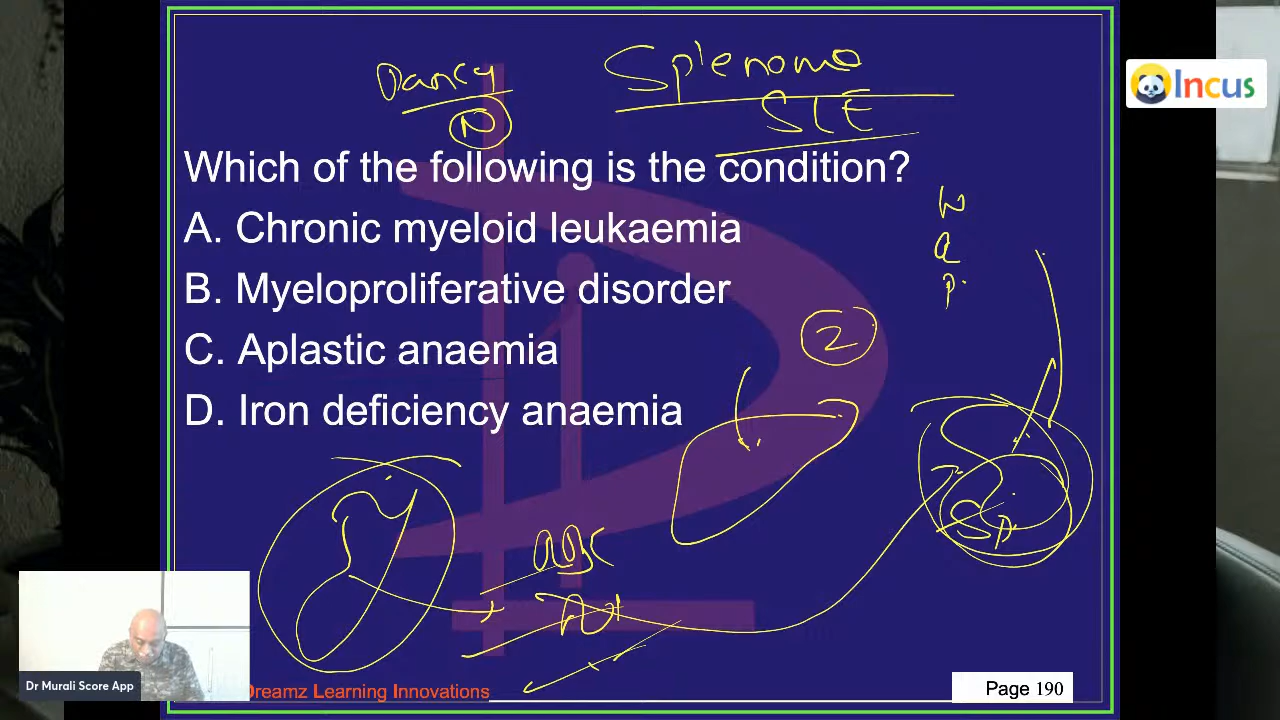 Splenomo
SLE
Incus
Which of the following is the condition?
A. Chronic myeloid leukaemia
B. Myeloproliferative disorder
C. Aplastic anaemia
D. Iron deficiency anaemia
N
2
Dr Murali Score App
Dreamz Learning Innovations
Page 190